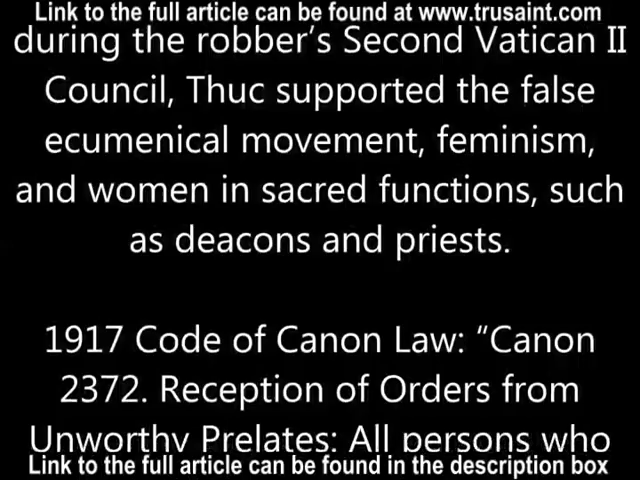 Link to the full article can be found at www.trusaint.com
during the robber's Second Vatican II
Council, Thuc supported the false
ecumenical movement, feminism,
and women in sacred functions, such
as deacons and priests.
1917 Code of Canon Law: “Canon
2372. Reception of Orders from
Unworthy Prelates: All persons who
Link to the full article can be found in the description box